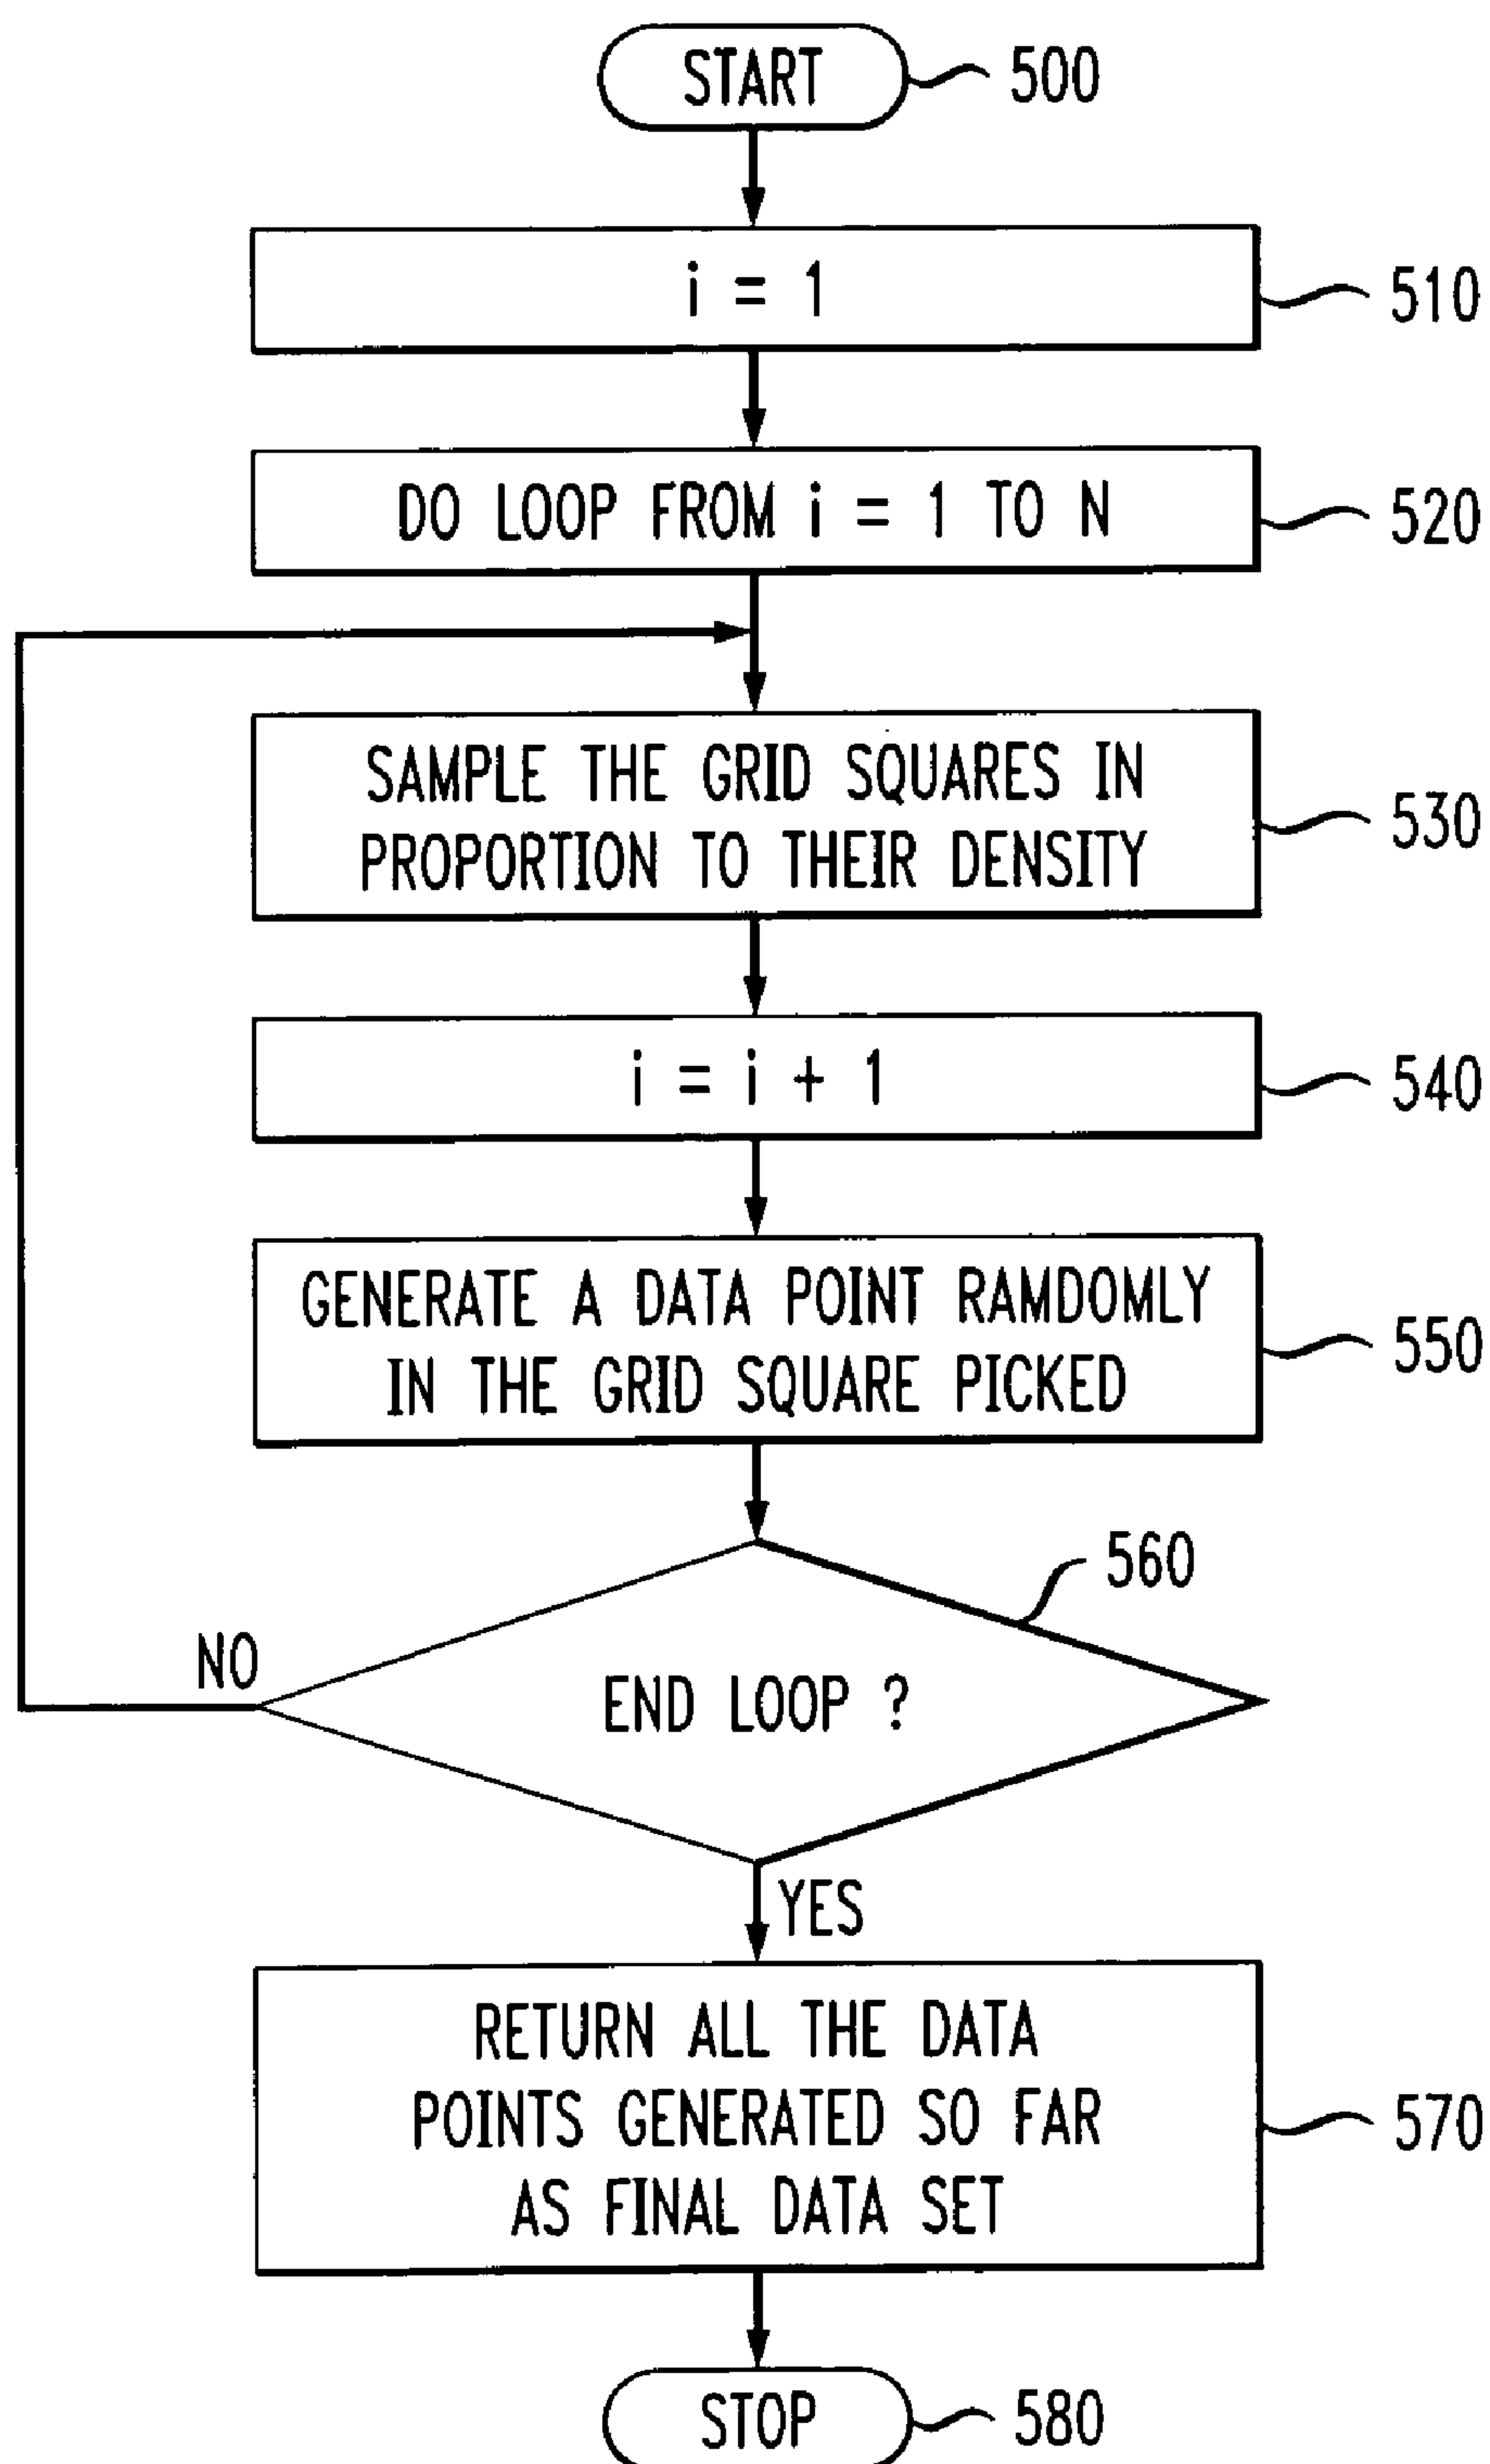 START
500
i = 1
510
DO LOOP FROM i = 1 TO N
520
SAMPLE THE GRID SQUARES IN
PROPORTION TO THEIR DENSITY
530
i = i + 1
540
GENERATE A DATA POINT RAMDOMLY
IN THE GRID SQUARE PICKED
550
560
NO
END LOOP ?
YES
RETURN ALL THE DATA
POINTS GENERATED SO FAR
AS FINAL DATA SET
570
STOP
580